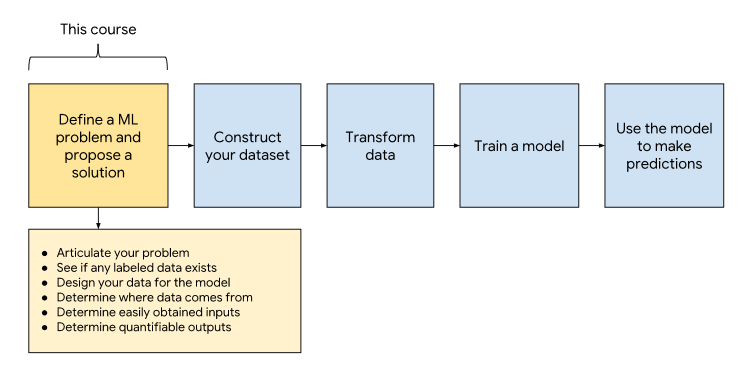 This course
Define a ML
problem and
propose a
solution
Construct
your dataset
Transform
data
Train a model
Use the model
to make
predictions
● Articulate your problem
● See if any labeled data exists
● Design your data for the model
● Determine where data comes from
● Determine easily obtained inputs
● Determine quantifiable outputs